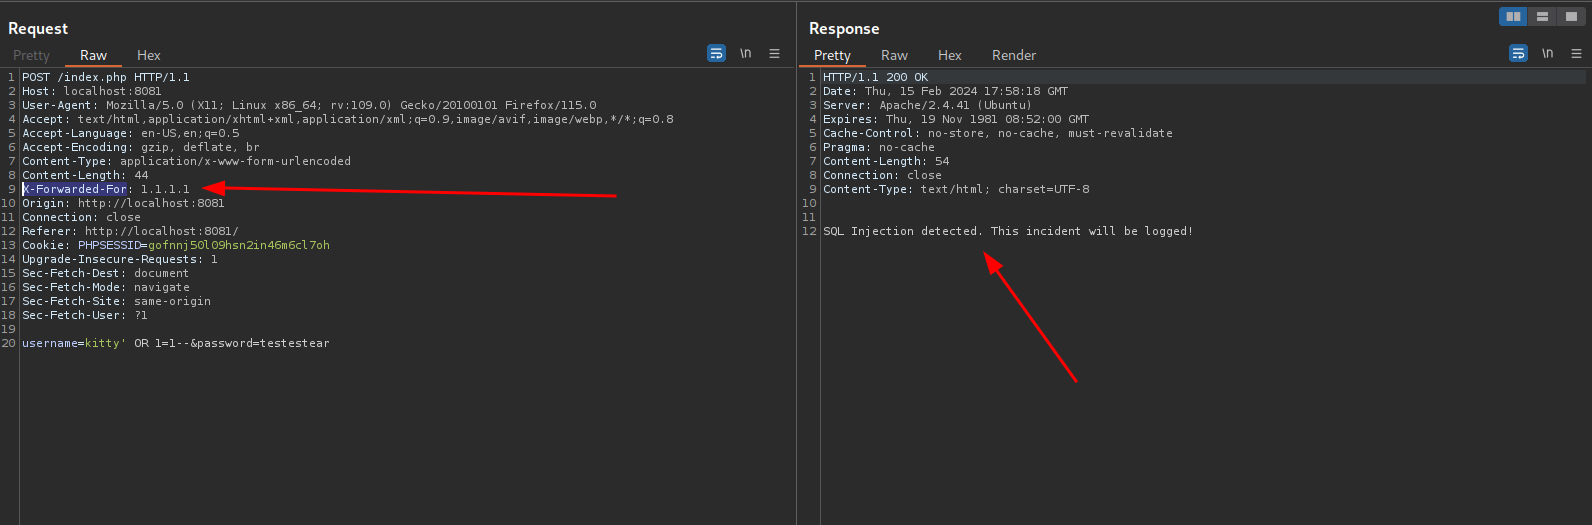 Request
Pretty Raw Hex \n
1 POST /index.php HTTP/1.1
2 Host: localhost:8081
3 User-Agent: Mozilla/5.0 (X11; Linux x86_64; rv:109.0) Gecko/20100101 Firefox/115.0
4 Accept: text/html,application/xhtml+xml,application/xml;q=0.9,image/avif,image/webp,*/*;q=0.8
5 Accept-Language: en-US,en;q=0.5
6 Accept-Encoding: gzip, deflate, br
7 Content-Type: application/x-www-form-urlencoded
8 Content-Length: 44
9 X-Forwarded-For: 1.1.1.1
10 Origin: http://localhost:8081
11 Connection: close
12 Referer: http://localhost:8081/
13 Cookie: PHPSESSID=gofnnj50l09hsn2in46m6cl7oh
14 Upgrade-Insecure-Requests: 1
15 Sec-Fetch-Dest: document
16 Sec-Fetch-Mode: navigate
17 Sec-Fetch-Site: same-origin
18 Sec-Fetch-User: ?1
19
20 username=kitty' OR 1=1--&password=testestear
Response
Pretty Raw Hex Render \n
1 HTTP/1.1 200 OK
2 Date: Thu, 15 Feb 2024 17:58:18 GMT
3 Server: Apache/2.4.41 (Ubuntu)
4 Expires: Thu, 19 Nov 1981 08:52:00 GMT
5 Cache-Control: no-store, no-cache, must-revalidate
6 Pragma: no-cache
7 Content-Length: 54
8 Connection: close
9 Content-Type: text/html; charset=UTF-8
10
11
12 SQL Injection detected. This incident will be logged!